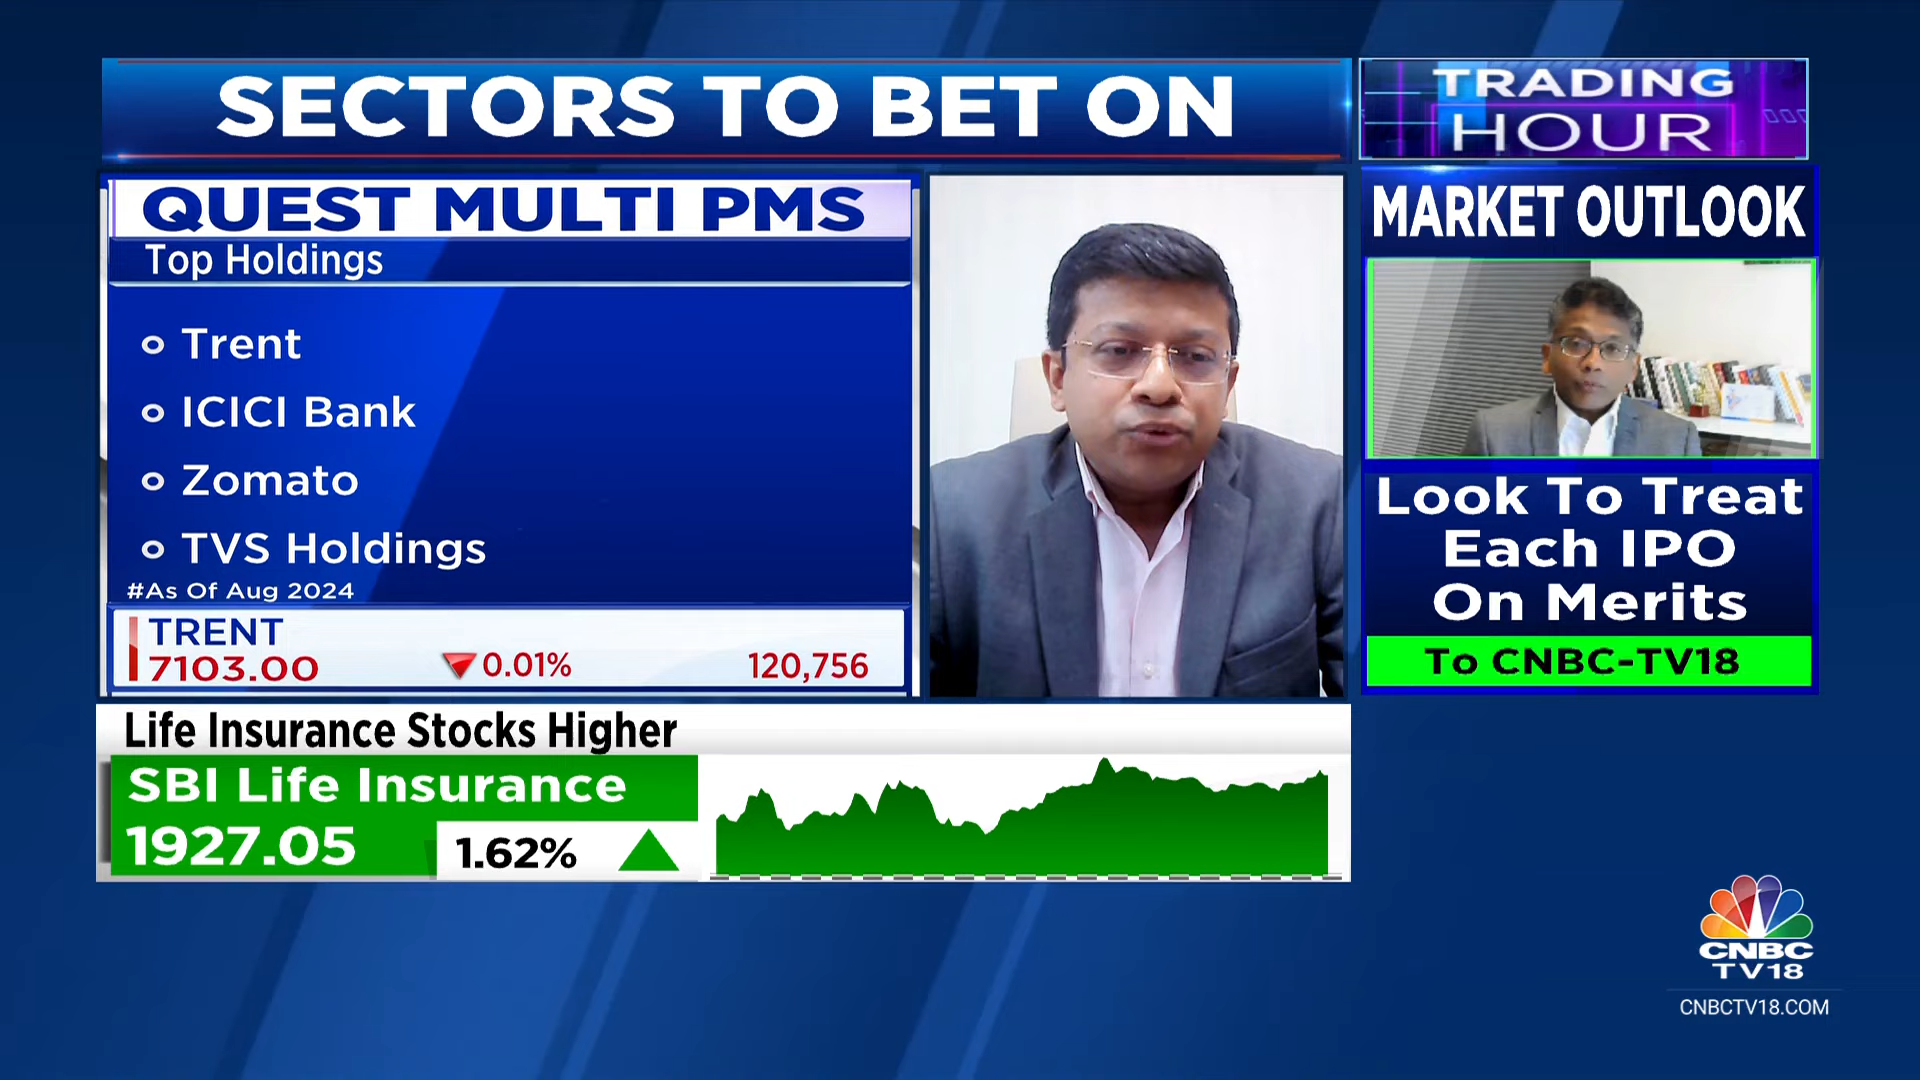 SECTORS TO BET ON
TRADING
HOUR
QUEST MULTI PMS
Top Holdings
Trent
ICICI Bank
Zomato
TVS Holdings
#As Of Aug 2024
TRENT
7103.00 0.01% 120,756
MARKET OUTLOOK
Look To Treat
Each IPO
On Merits
To CNBC-TV18
Life Insurance Stocks Higher
SBI Life Insurance
1927.05 1.62%
CNBC
TV18
CNBCTV18.COM